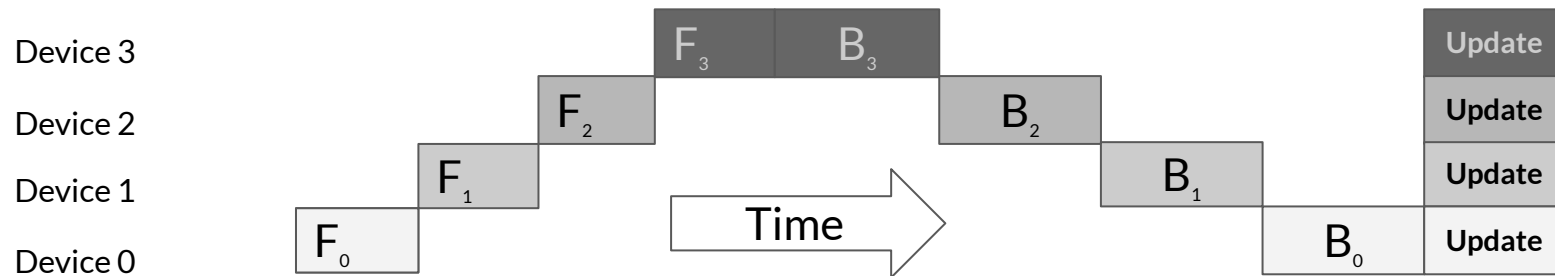 Device 3
F₃
B₃
Update
Device 2
F₂
B₂
Update
Device 1
F₁
B₁
Update
Time
Device 0
F₀
B₀
Update